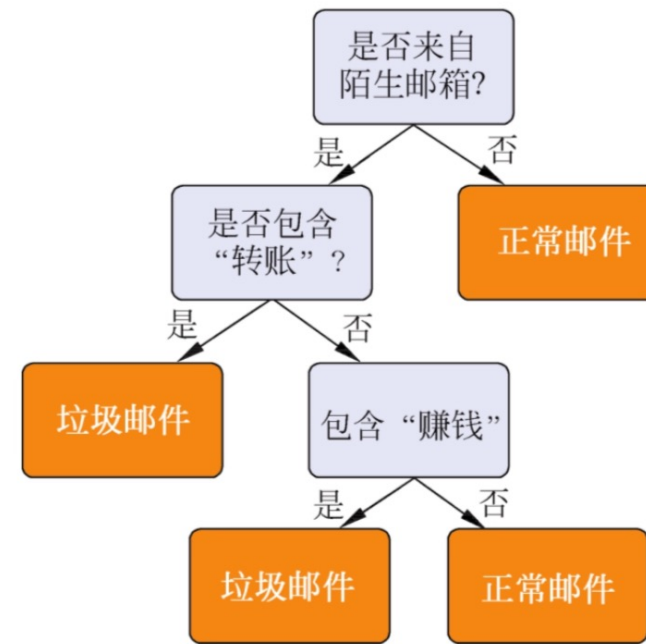 是否来自
陌生邮箱?
是
否
是否包含
“转账”?
正常邮件
是
否
垃圾邮件
包含“赚钱”
是
否
垃圾邮件
正常邮件